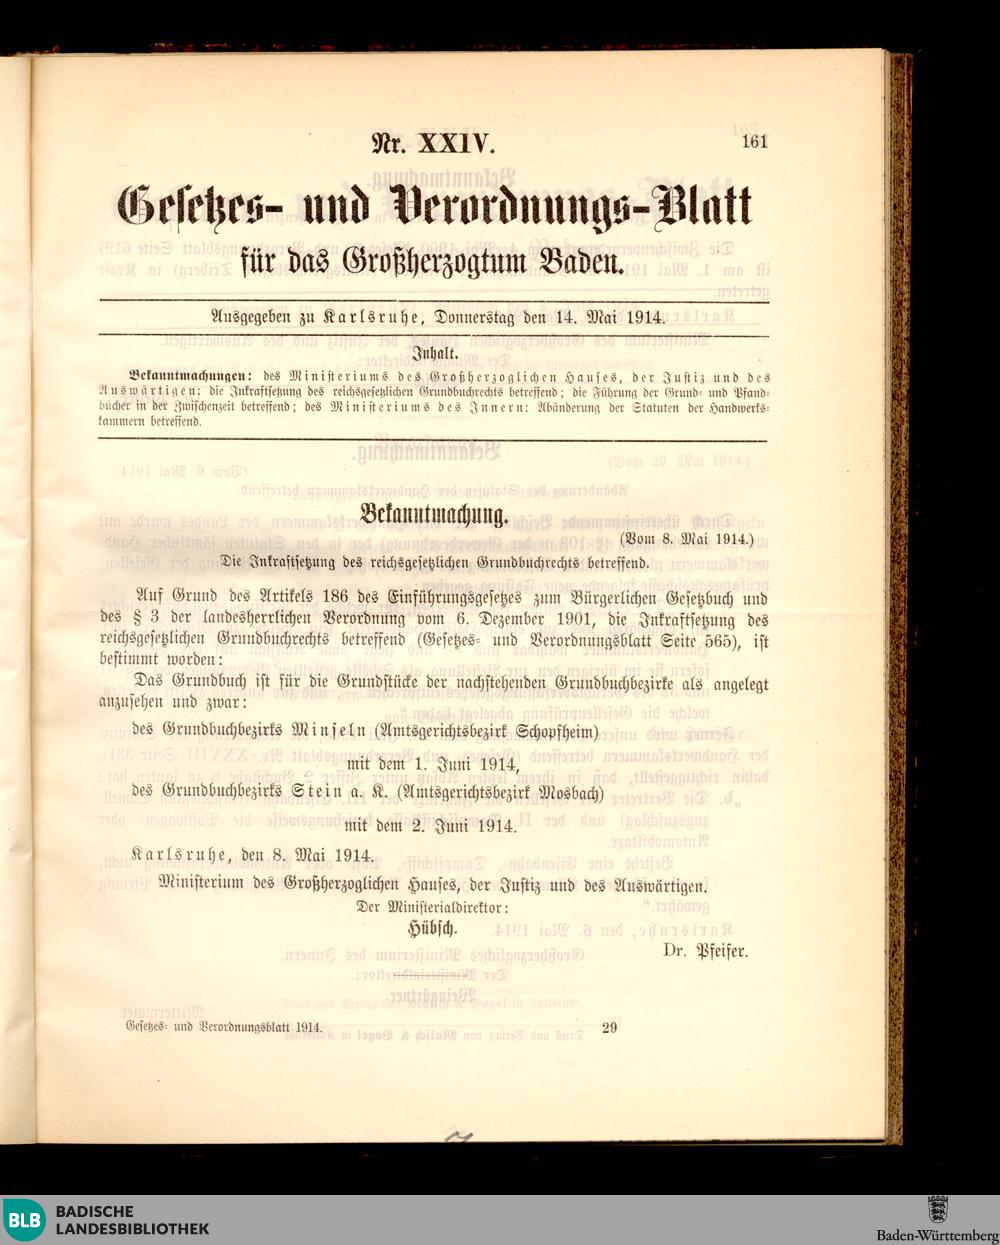 Nr. XXIV.
161
Gesetzes- und Verordnungs-Blatt
für das Großherzogtum Baden.
Ausgegeben zu Karlsruhe, Donnerstag den 14. Mai 1914.
Inhalt.
Bekanntmachungen: des Ministeriums des Großherzoglichen Hauses, der Justiz und des
Auswärtigen: die Inkraftsetzung des reichsgesetzlichen Grundbuchrechts betreffend; die Führung der Grund- und Pfand-
bücher in der Zwischenzeit betreffend; des Ministeriums des Innern: Abänderung der Statuten der Handwerks-
kammern betreffend.
Bekanntmachung.
(Vom 8. Mai 1914.)
Die Inkraftsetzung des reichsgesetzlichen Grundbuchrechts betreffend.
Auf Grund des Artikels 186 des Einführungsgesetzes zum Bürgerlichen Gesetzbuch und
des § 3 der landesherrlichen Verordnung vom 6. Dezember 1901, die Inkraftsetzung des
reichsgesetzlichen Grundbuchrechts betreffend (Gesetzes- und Verordnungsblatt Seite 565), ist
bestimmt worden:
Das Grundbuch ist für die Grundstücke der nachstehenden Grundbuchbezirke als angelegt
anzusehen und zwar:
des Grundbuchbezirks Minseln (Amtsgerichtsbezirk Schopfheim)
mit dem 1. Juni 1914,
des Grundbuchbezirks Stein a. K. (Amtsgerichtsbezirk Mosbach)
mit dem 2. Juni 1914.
Karlsruhe, den 8. Mai 1914.
Ministerium des Großherzoglichen Hauses, der Justiz und des Auswärtigen.
Der Ministerialdirektor:
Hübsch.
Dr. Pfeifer.
Gesetzes- und Verordnungsblatt 1914.
29
BLB
BADISCHE
LANDESBIBLIOTHEK
Baden-Württemberg